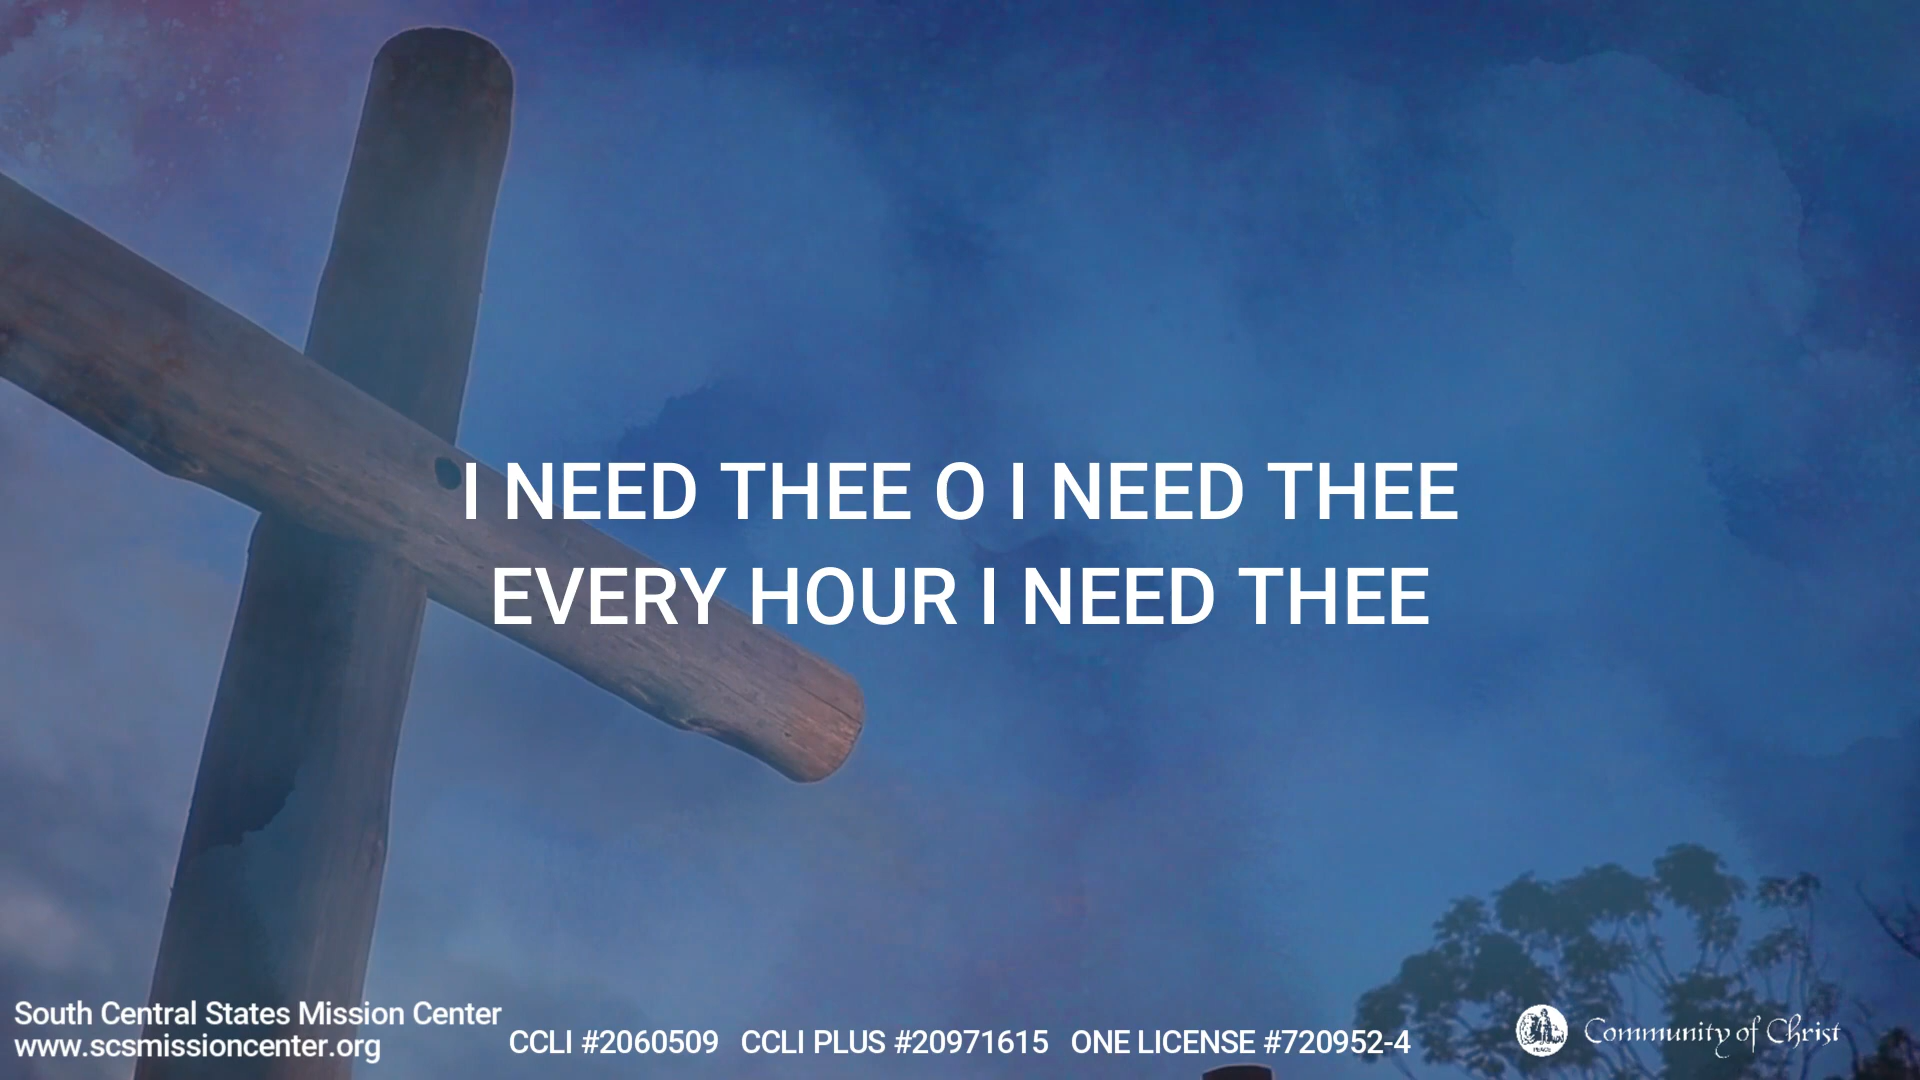 I NEED THEE O I NEED THEE
EVERY HOUR I NEED THEE
South Central States Mission Center
www.scsmissioncenter.org
CCLI #2060509 CCLI PLUS #20971615 ONE LICENSE #720952-4
PEACE
Community of Christ